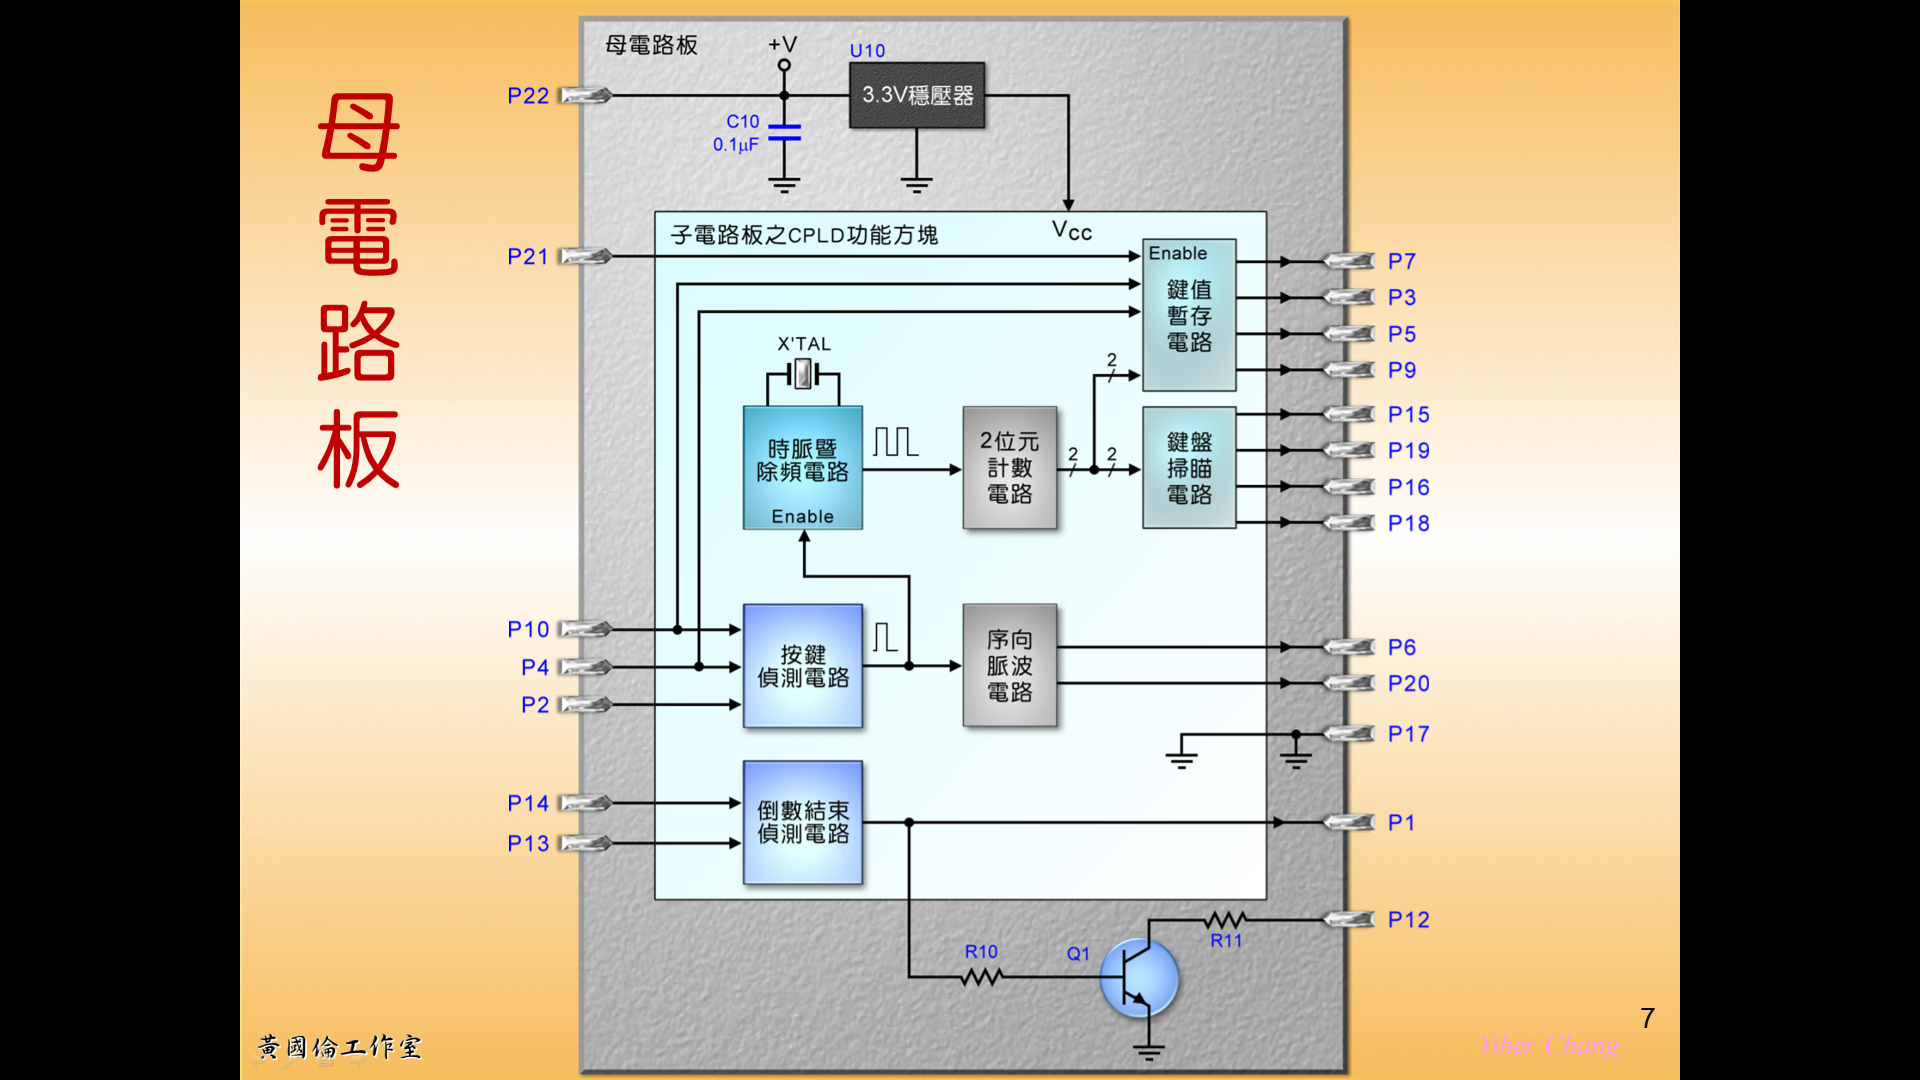 母電路板
母電路板
+V
U10
P22
3.3V穩壓器
C10
0.1μF
子電路板之CPLD功能方塊
Vcc
P21
Enable
鍵值
暫存
電路
P7
P3
P5
P9
X'TAL
2
時脈暨
除頻電路
Enable
2位元
計數
電路
2
2
鍵盤
掃瞄
電路
P15
P19
P16
P18
P10
P4
P2
按鍵
偵測電路
序向
脈波
電路
P6
P20
P17
P14
P13
倒數結束
偵測電路
P1
R10
Q1
R11
P12
7
黃國倫工作室
Yiher Chang